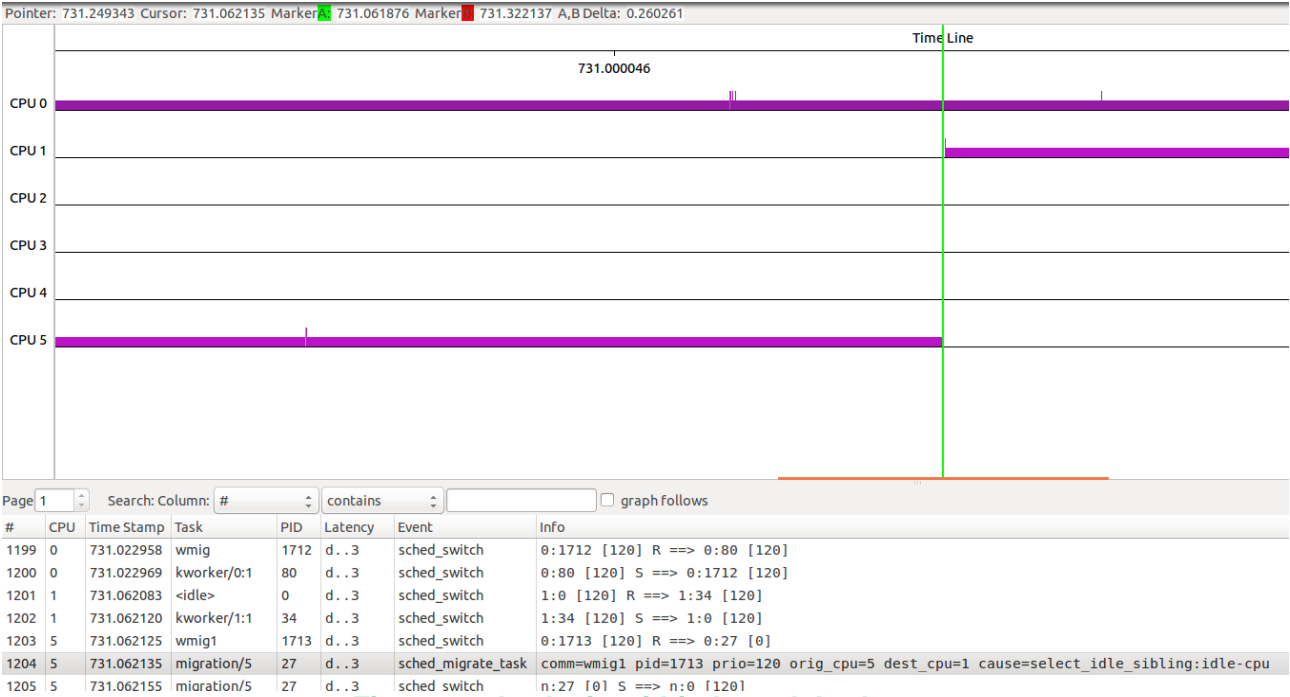 Pointer: 731.249343 Cursor: 731.062135 Marker A: 731.061876 Marker B: 731.322137 A,B Delta: 0.260261
Time Line
731.000046
CPU 0
CPU 1
CPU 2
CPU 3
CPU 4
CPU 5
Page 1 Search: Column: # contains graph follows
# CPU Time Stamp Task PID Latency Event Info
1199 0 731.022958 wmig 1712 d..3 sched_switch 0:1712 [120] R ==> 0:80 [120]
1200 0 731.022969 kworker/0:1 80 d..3 sched_switch 0:80 [120] S ==> 0:1712 [120]
1201 1 731.062083 <idle> 0 d..3 sched_switch 1:0 [120] R ==> 1:34 [120]
1202 1 731.062120 kworker/1:1 34 d..3 sched_switch 1:34 [120] S ==> 1:0 [120]
1203 5 731.062125 wmig1 1713 d..3 sched_switch 0:1713 [120] R ==> 0:27 [0]
1204 5 731.062135 migration/5 27 d..3 sched_migrate_task comm=wmig1 pid=1713 prio=120 orig_cpu=5 dest_cpu=1 cause=select_idle_sibling:idle-cpu
1205 5 731.062155 migration/5 27 d..3 sched_switch n:27 [0] S ==> n:0 [120]